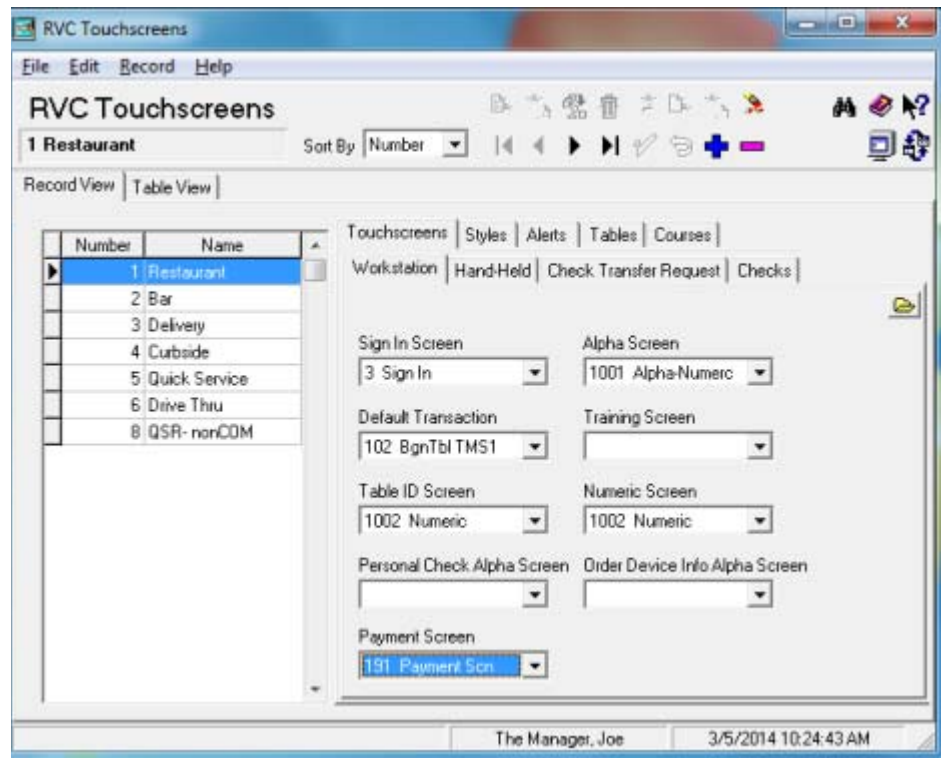 RVC Touchscreens
File Edit Record Help
RVC Touchscreens
1 Restaurant
Sort By Number
Record View Table View
Number Name
1 Restaurant
2 Bar
3 Delivery
4 Curbside
5 Quick Service
6 Drive Thru
8 QSR- nonCOM
Touchscreens Styles Alerts Tables Courses
Workstation Hand-Held Check Transfer Request Checks
Sign In Screen Alpha Screen
3 Sign In 1001 Alpha-Numerc
Default Transaction Training Screen
102 BgnTbl TMS1
Table ID Screen Numeric Screen
1002 Numeric 1002 Numeric
Personal Check Alpha Screen Order Device Info Alpha Screen
Payment Screen
191 Payment Scn
The Manager, Joe 3/5/2014 10:24:43 AM